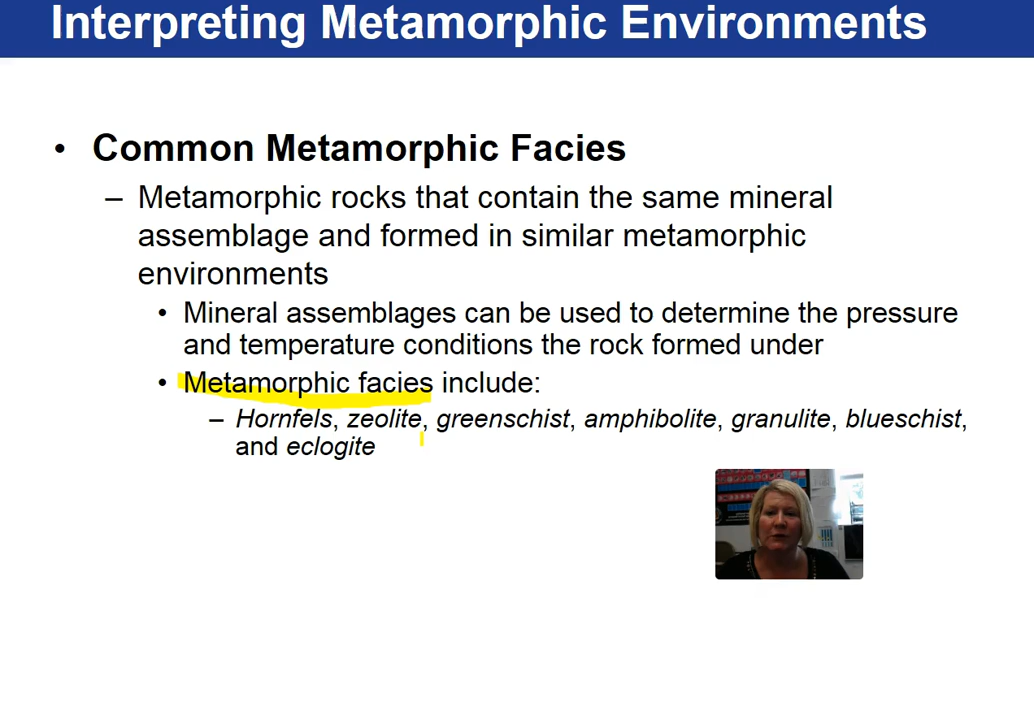 Interpreting Metamorphic Environments
• Common Metamorphic Facies
– Metamorphic rocks that contain the same mineral
assemblage and formed in similar metamorphic
environments
• Mineral assemblages can be used to determine the pressure
and temperature conditions the rock formed under
• Metamorphic facies include:
– Hornfels, zeolite, greenschist, amphibolite, granulite, blueschist,
and eclogite